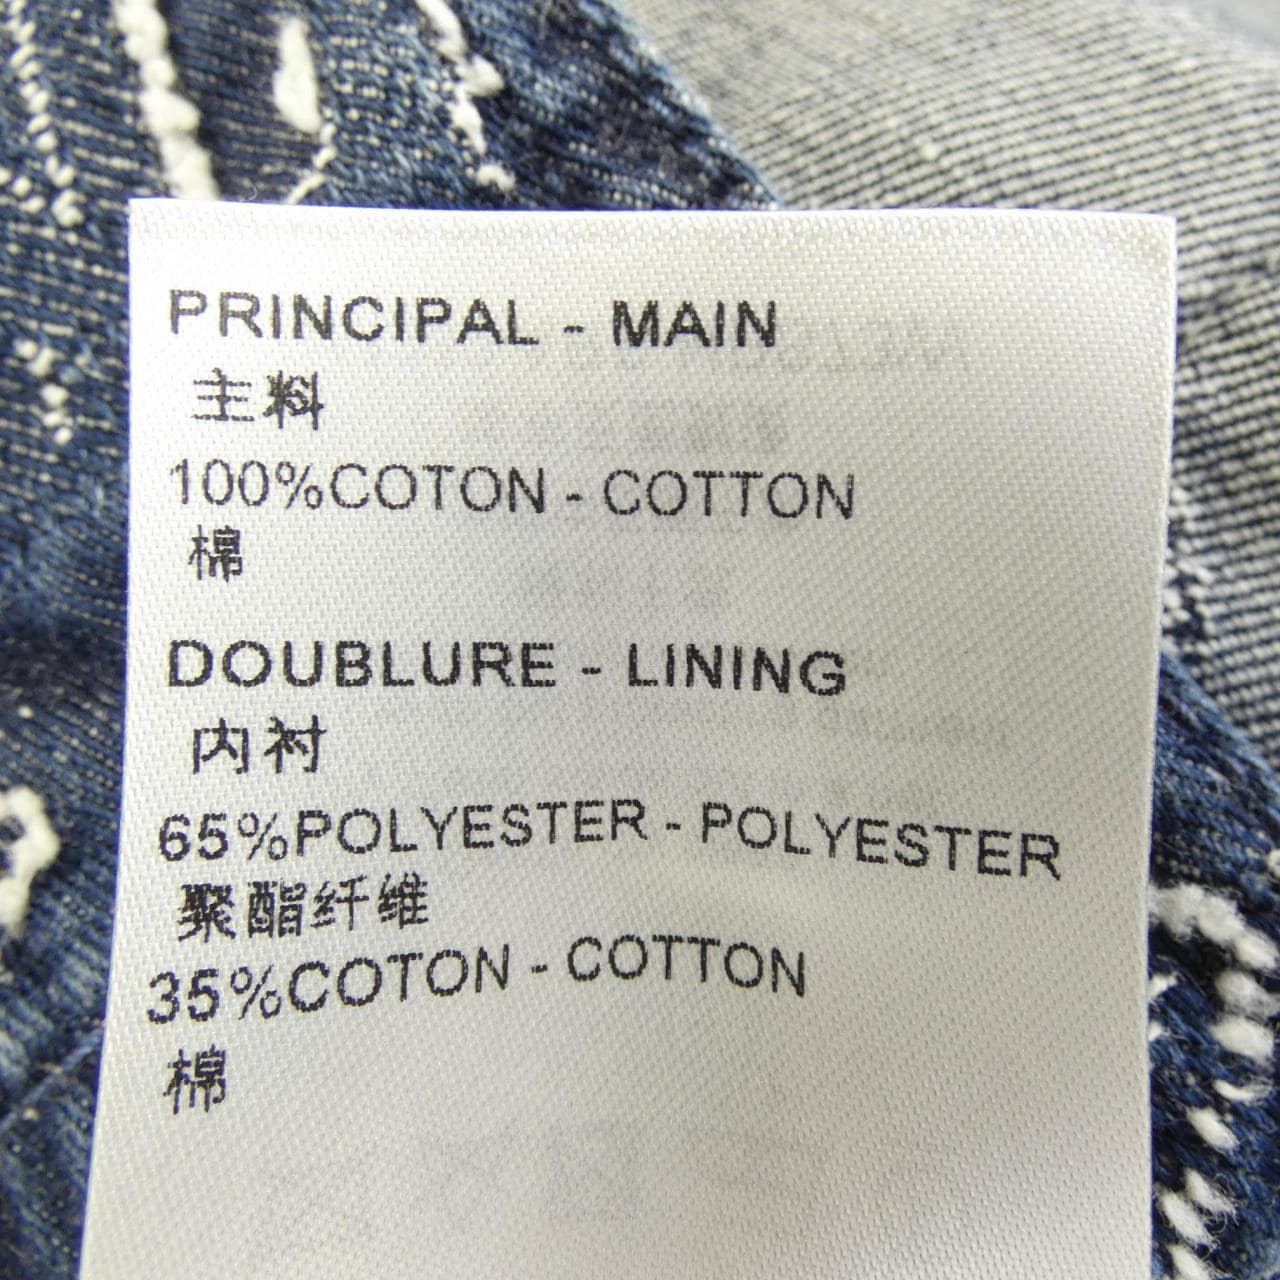 PRINCIPAL - MAIN
主料
100%COTON - COTTON
棉
DOUBLURE - LINING
内衬
65%POLYESTER - POLYESTER
聚酯纤维
35%COTON - COTTON
棉